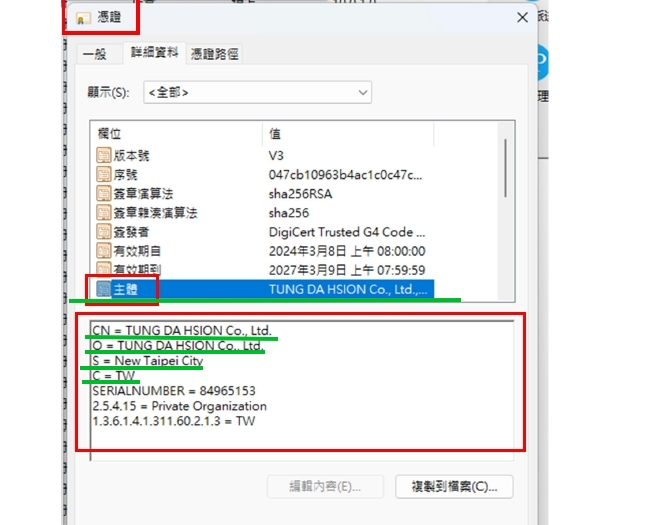 憑證
一般 詳細資料 憑證路徑
顯示(S): <全部>
欄位 值
版本號 V3
序號 047cb10963b4ac1c0c47c...
簽章演算法 sha256RSA
簽章雜湊演算法 sha256
簽發者 DigiCert Trusted G4 Code ...
有效期自 2024年3月8日 上午 08:00:00
有效期到 2027年3月9日 上午 07:59:59
主體 TUNG DA HSION Co., Ltd.,...
CN = TUNG DA HSION Co., Ltd.
O = TUNG DA HSION Co., Ltd.
S = New Taipei City
C = TW
SERIALNUMBER = 84965153
2.5.4.15 = Private Organization
1.3.6.1.4.1.311.60.2.1.3 = TW
編輯內容(E)... 複製到檔案(C)...
理